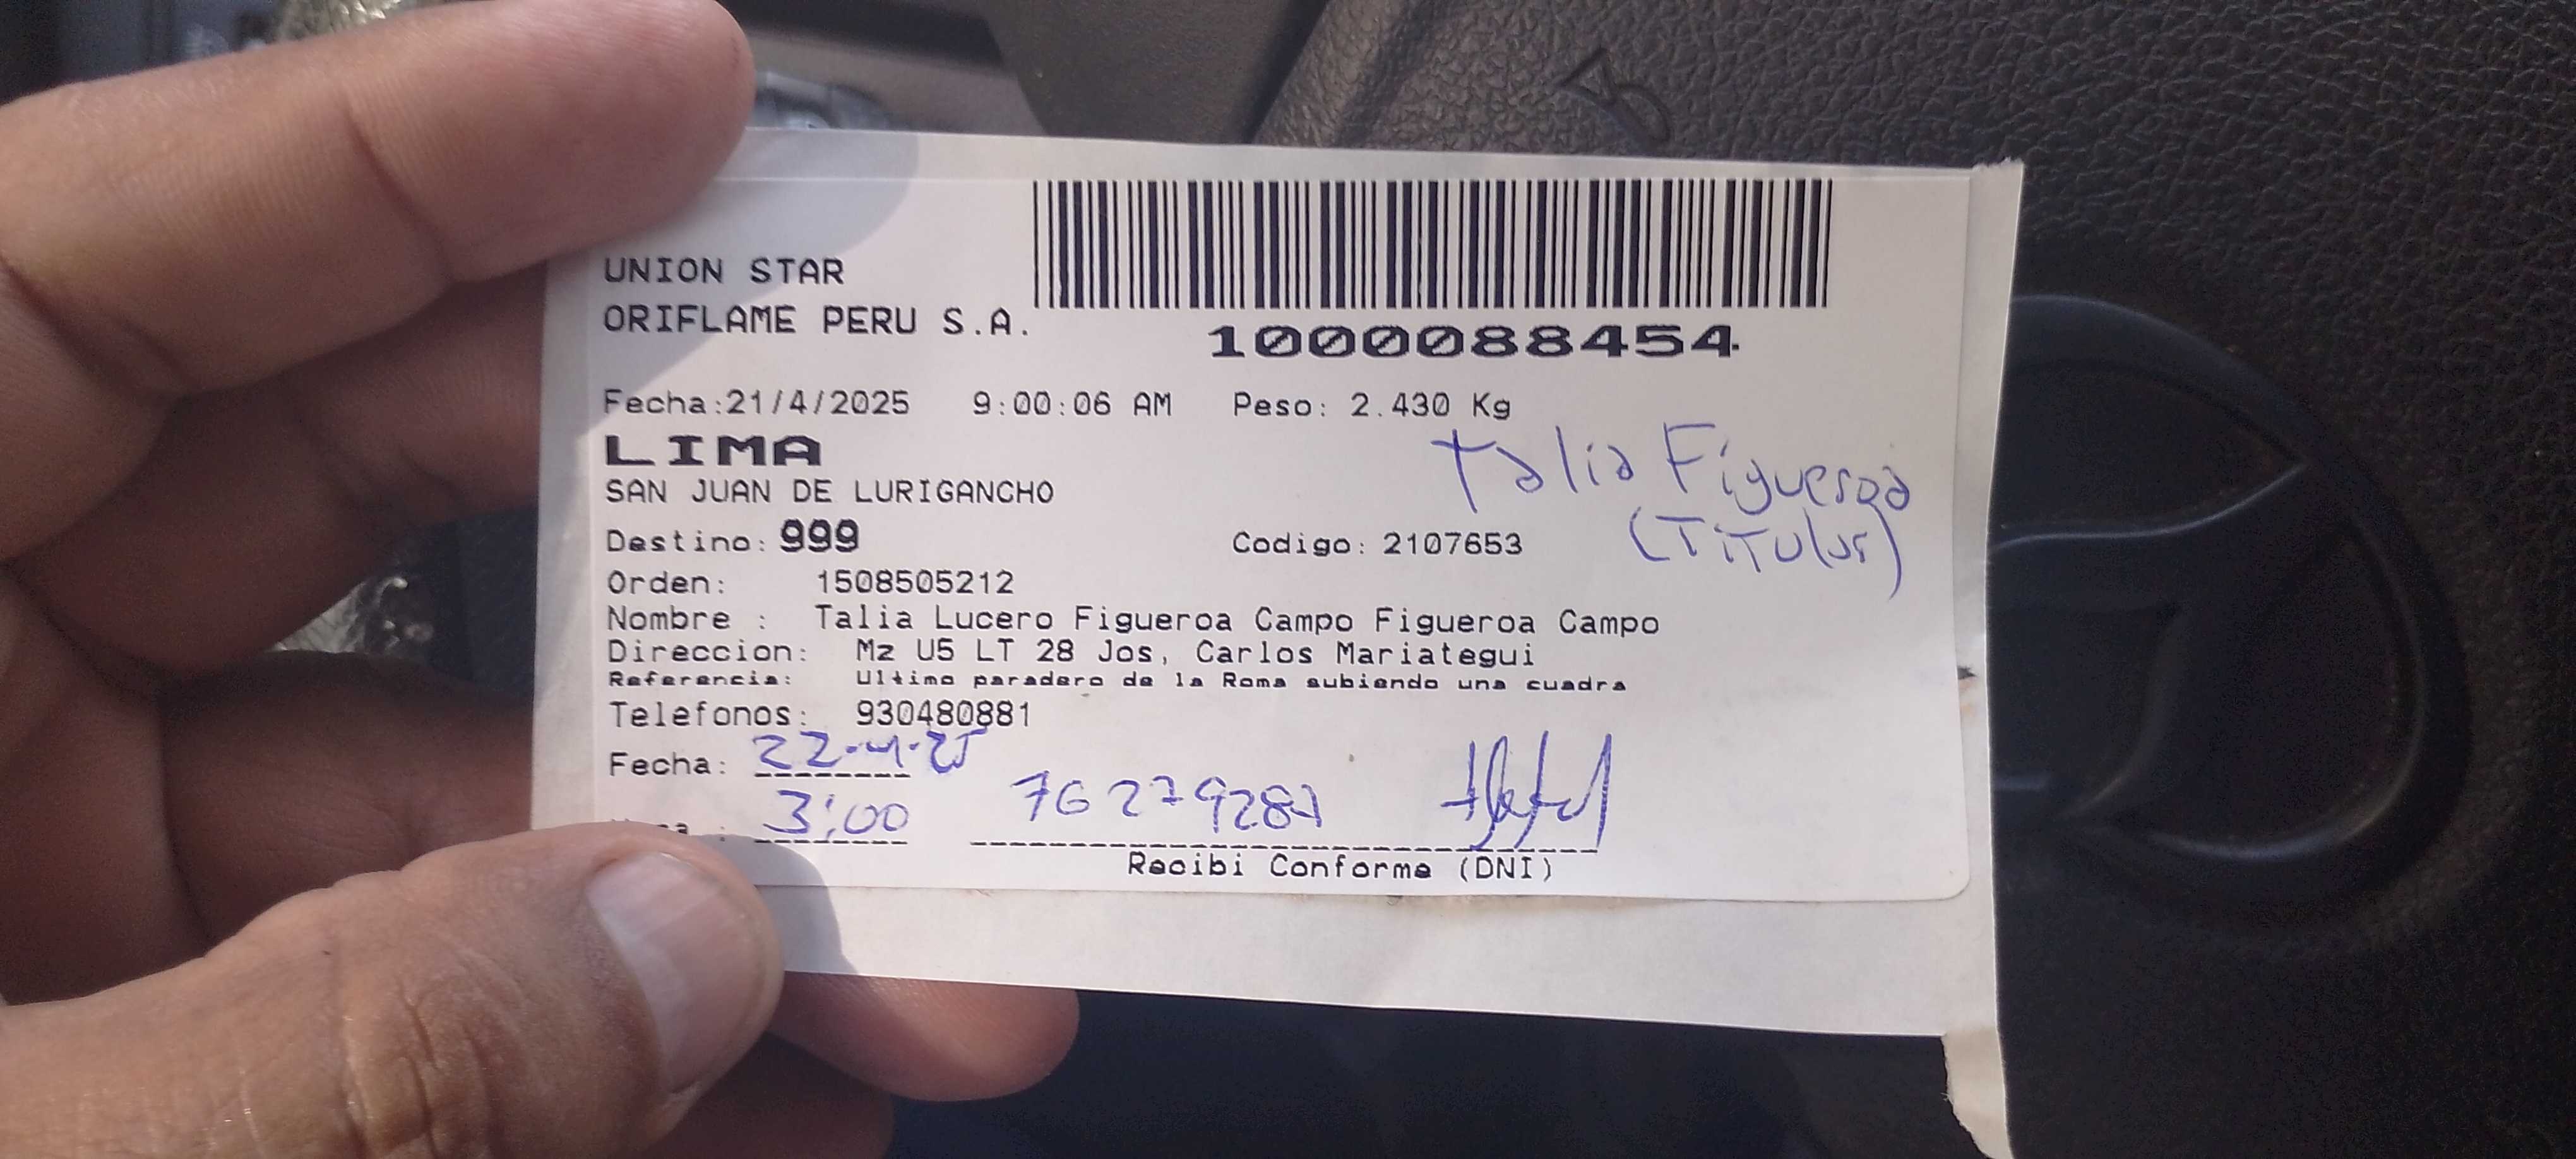 UNION STAR
ORIFLAME PERU S.A.
1000088454
Fecha:21/4/2025 9:00:06 AM Peso: 2.430 Kg
LIMA
Talia Figueroa
SAN JUAN DE LURIGANCHO
(Titular)
Destino: 999 Codigo: 2107653
Orden: 1508505212
Nombre : Talia Lucero Figueroa Campo Figueroa Campo
Direccion: Mz U5 LT 28 Jos, Carlos Mariategui
Referencia: Ultimo paradero de la Roma subiendo una cuadra
Telefonos: 930480881
Fecha: 22-4-25
3:00
Recibi Conforme (DNI)